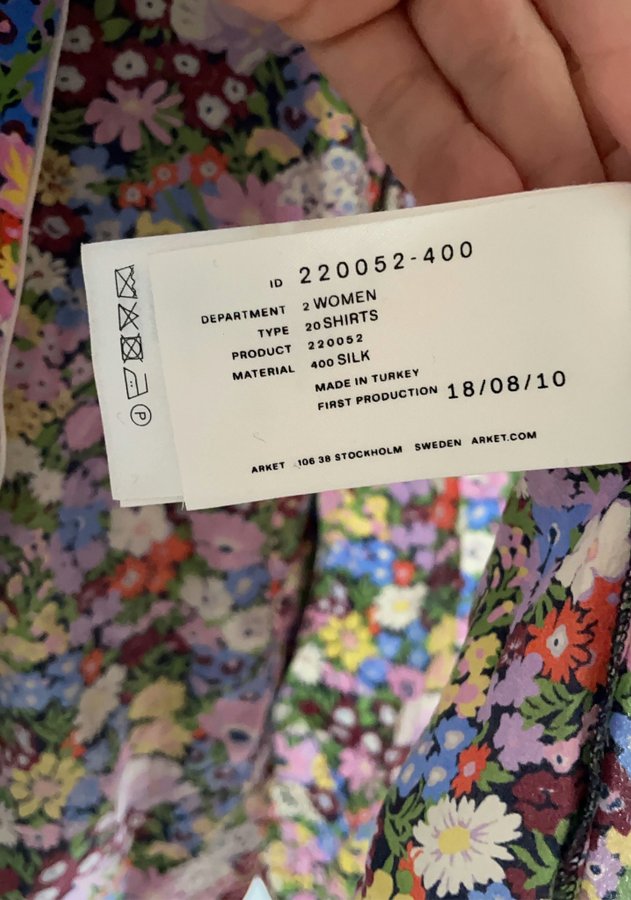 ID 220052-400
DEPARTMENT 2 WOMEN
TYPE 20 SHIRTS
PRODUCT 220052
MATERIAL 400 SILK
MADE IN TURKEY
FIRST PRODUCTION 18/08/10
ARKET 106 38 STOCKHOLM SWEDEN ARKET.COM
P